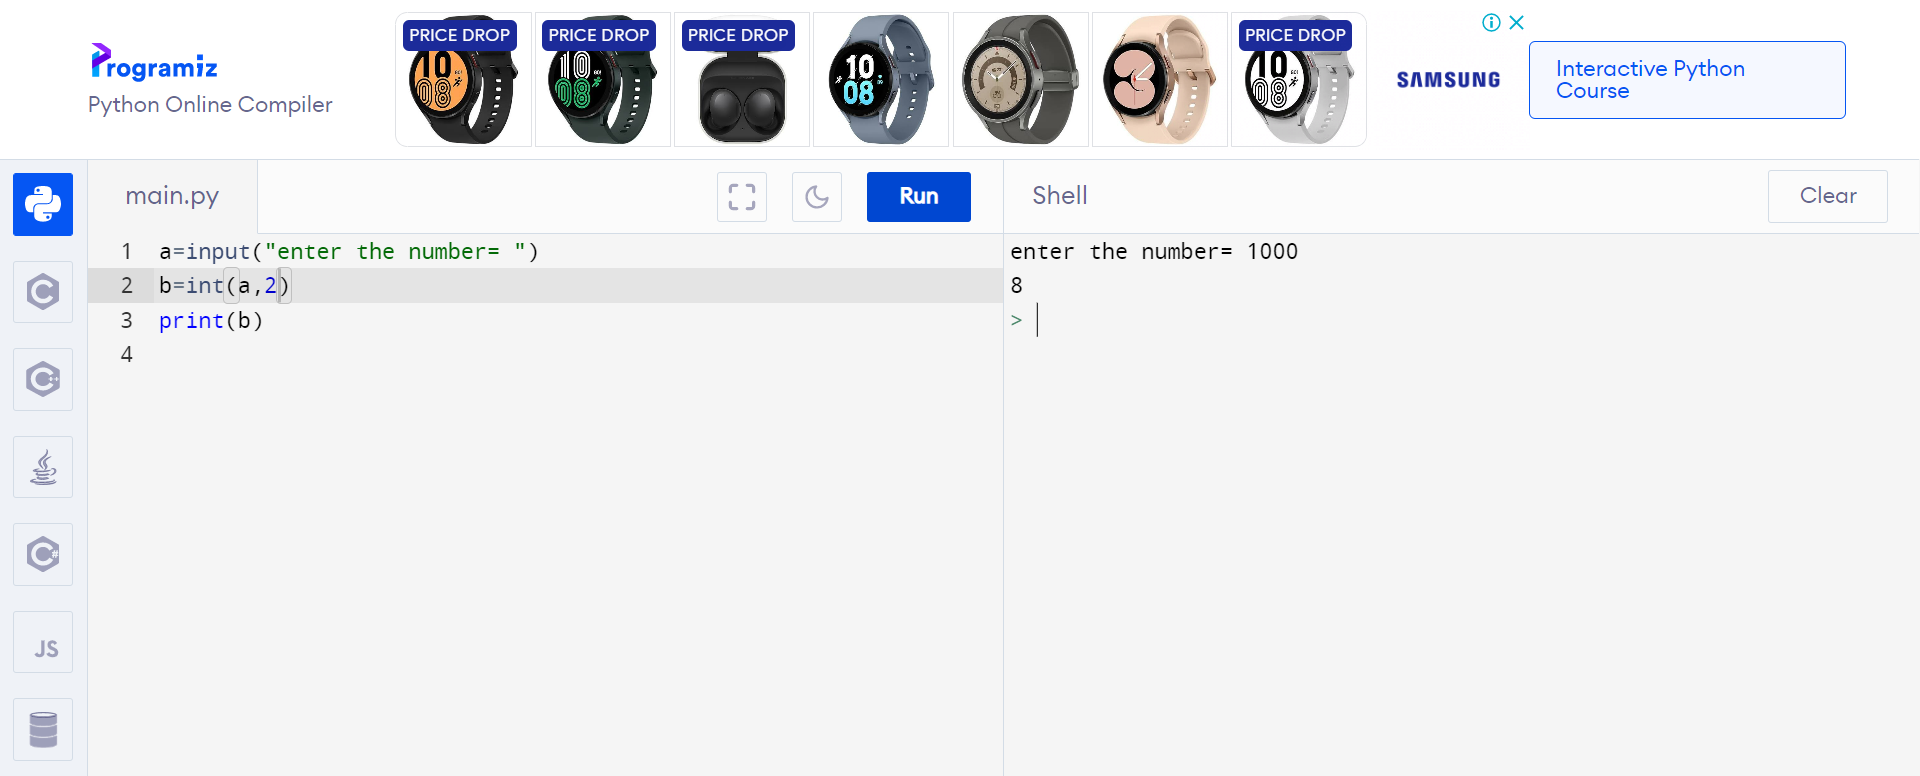 Programiz
Python Online Compiler
PRICE DROP
PRICE DROP
PRICE DROP
PRICE DROP
10
08
10
08
10
08
10
08
SAMSUNG
Interactive Python
Course
main.py
Run
Shell
Clear
1 a=input("enter the number= ")
2 b=int(a,2)
3 print(b)
4
enter the number= 1000
8
>
C
C++
C#
JS